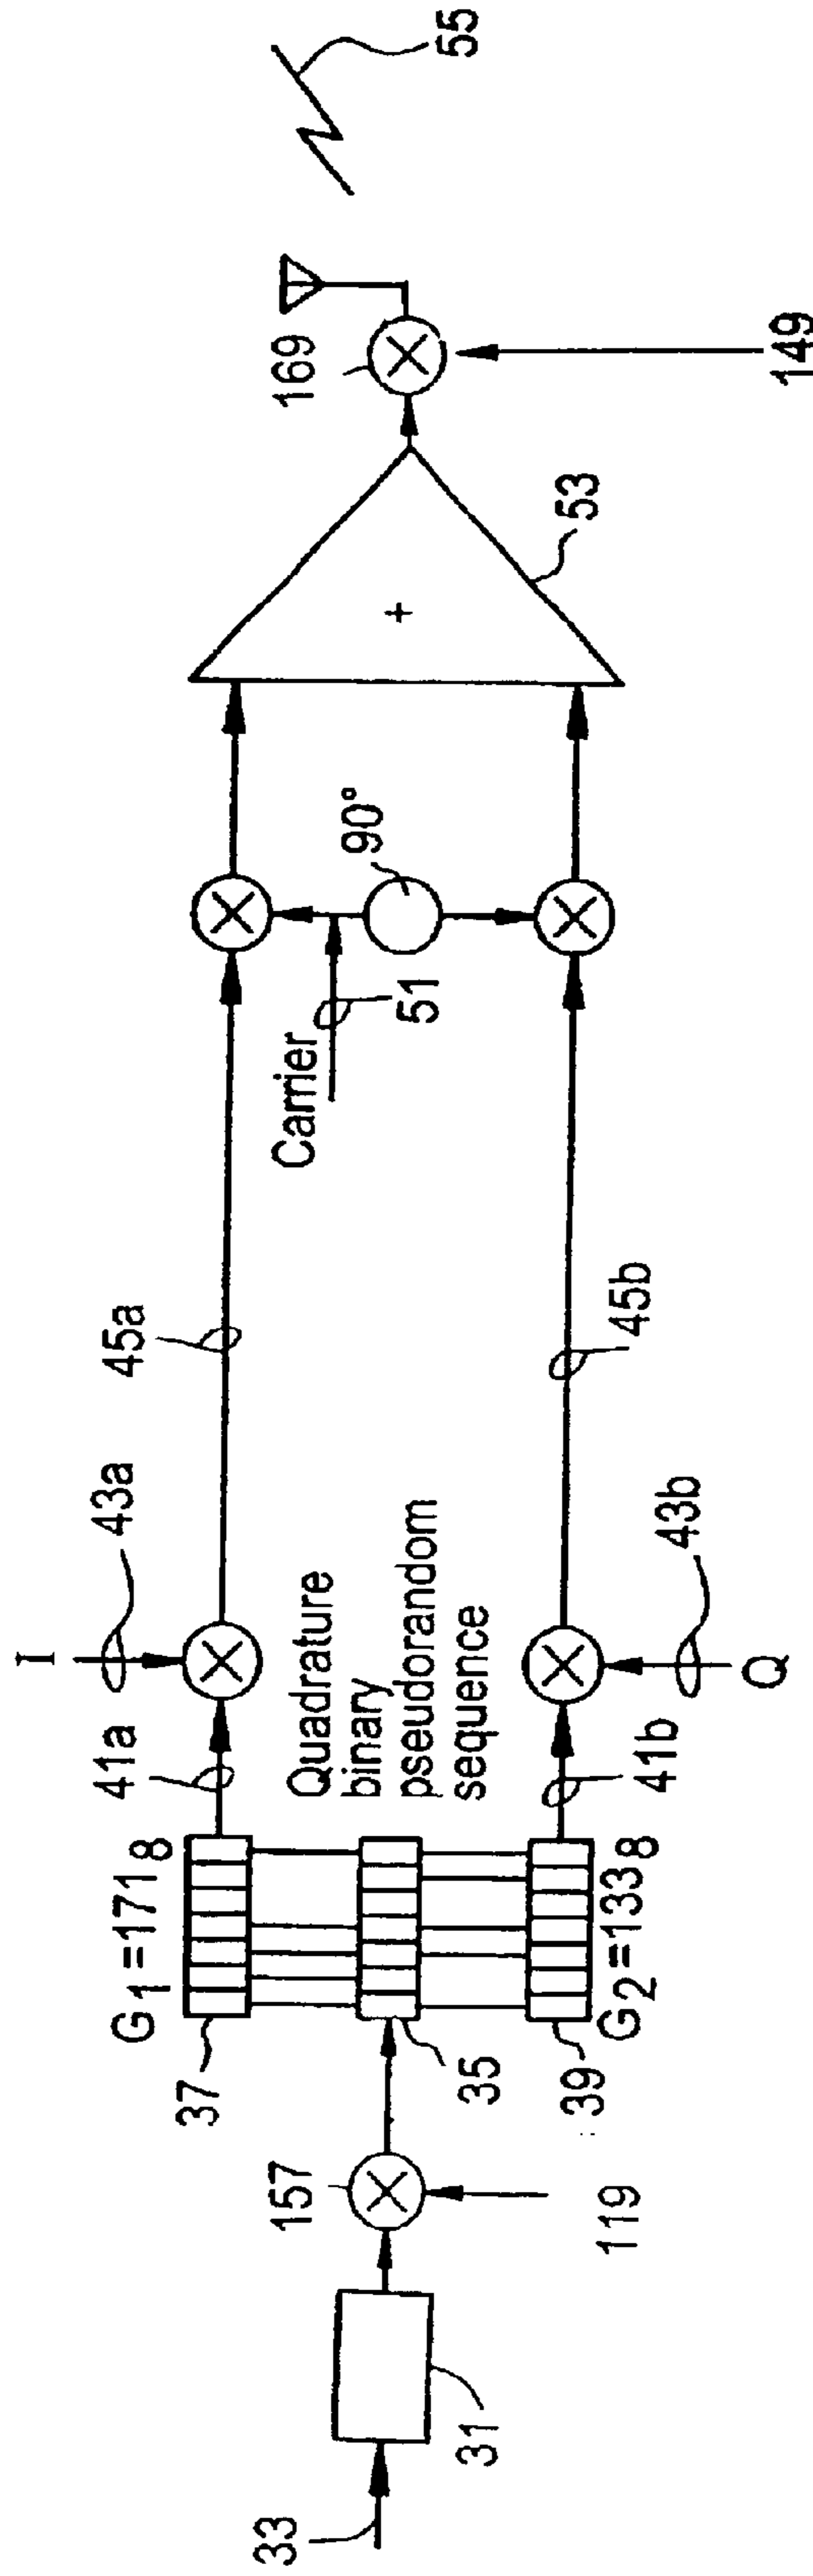 33
31
157
119
G1 =171 8
37
35
39
G2 =133 8
41a
41b
I
43a
Quadrature
binary
pseudorandom
sequence
Q
43b
45a
45b
Carrier
51
90°
+
53
169
149
55